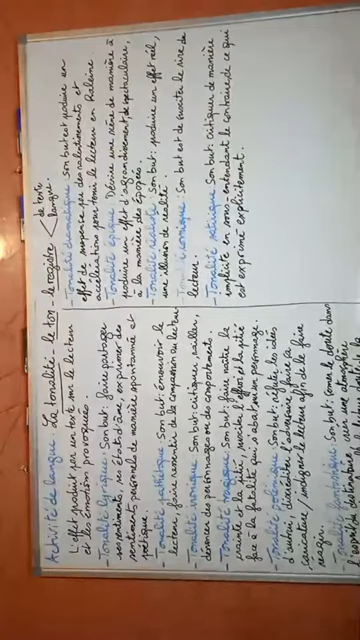 Activité de langue : La tonalité : le ton - le registre < de texte
de langue.
L'effet produit par un texte sur le lecteur
et les émotions provoquées.
- Tonalité lyrique : Son but : faire partager
ses sentiments, ses états d'âme, exprimer des
sentiments personnels de manière spontanée et
poétique.
- Tonalité pathétique : Son but : émouvoir le
lecteur, faire ressentir de la compassion au lecteur
- Tonalité ironique : Son but : critiquer, railler,
dénoncer des personnages ou des comportements.
- Tonalité tragique : Son but : faire naître la
crainte et la pitié, susciter l'effroi et la pitié
face à la fatalité qui s'abat sur un personnage.
- Tonalité polémique : Son but : réfuter les idées
d'autrui, discréditer l'adversaire, faire sa
caricature / indigner le lecteur afin de le faire
réagir.
- Tonalité fantastique : Son but : semer le doute dans
l'esprit du destinataire, créer une atmosphère
- Tonalité dramatique : Son but est produire un
effet de suspense par des ralentissements et
accélérations pour tenir le lecteur en haleine
- Tonalité épique : Décrire une scène de manière à
produire un effet d'agrandissement, de spectaculaire,
à la manière des Épopées.
- Tonalité réaliste : Son but : produire un effet réel,
une illusion de réalité.
- Tonalité comique : Son but est de susciter le rire du
lecteur.
- Tonalité satirique : Son but : critiquer de manière
implicite en sous-entendant le contraire de ce qui
est exprimé explicitement.